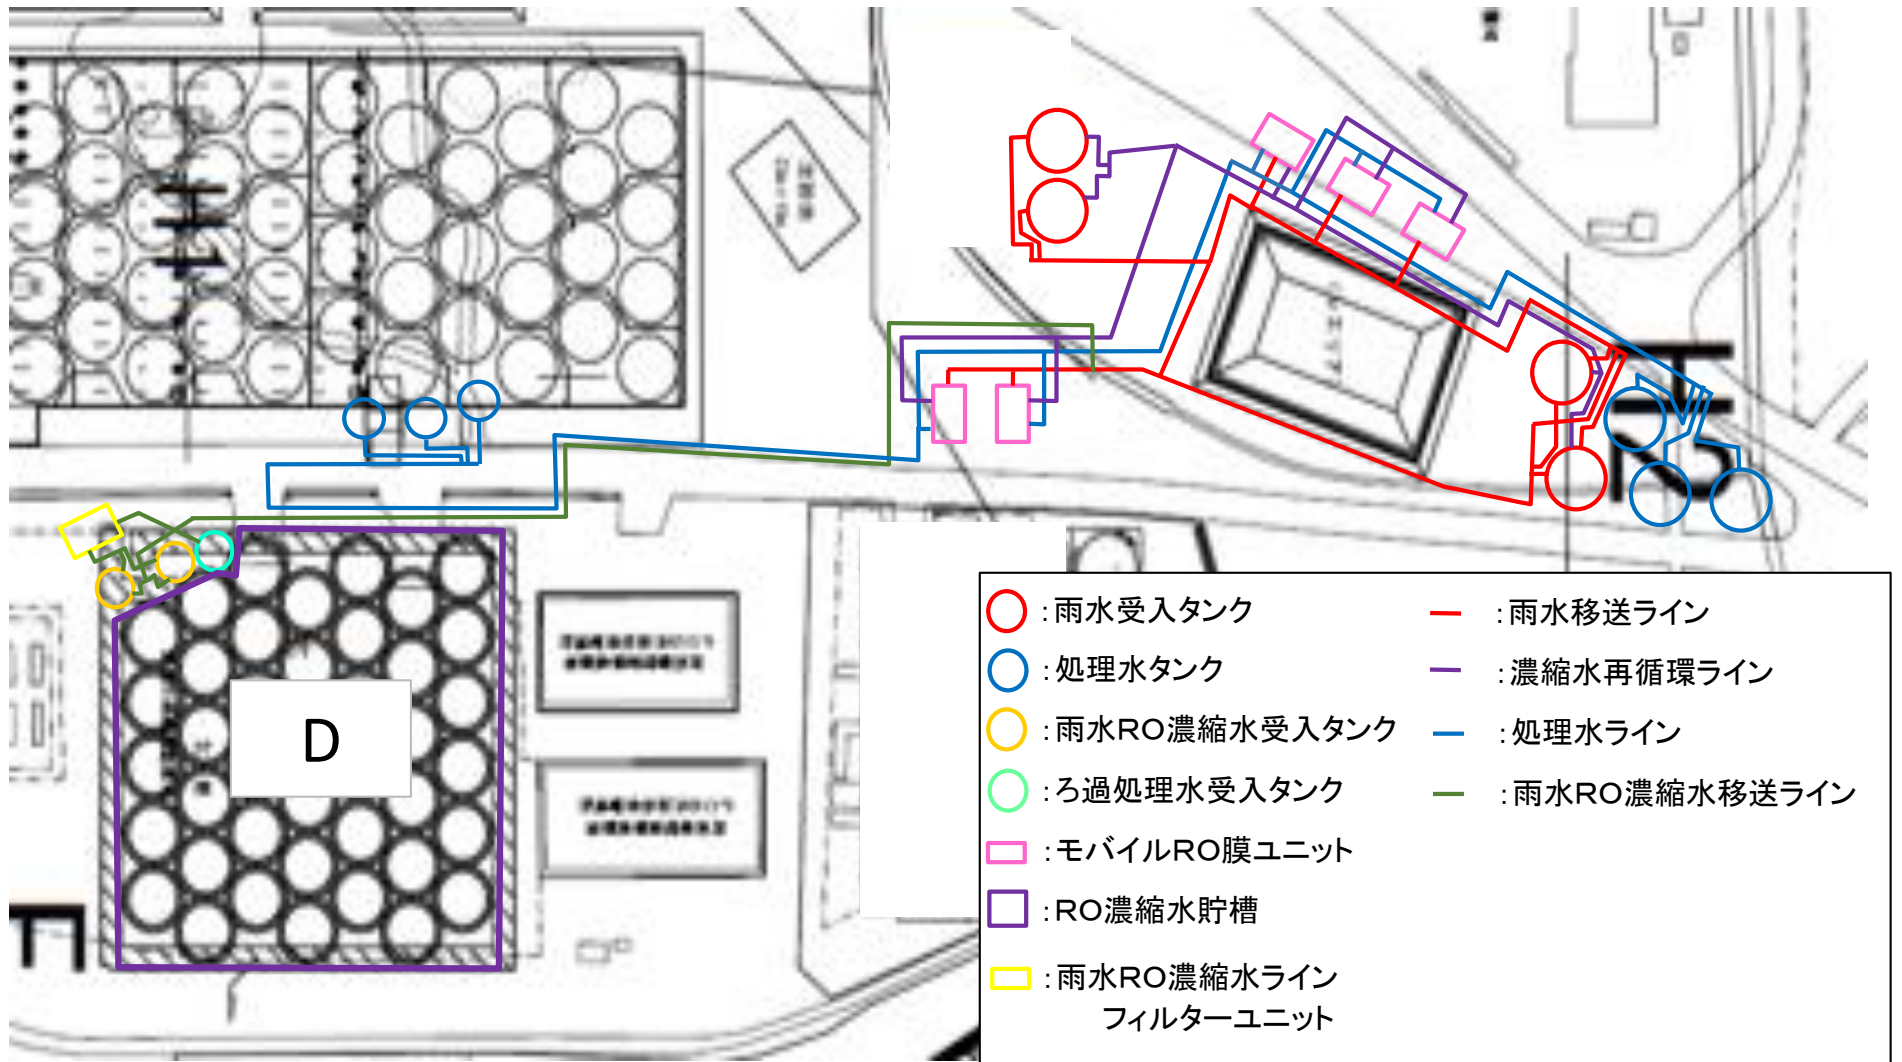 H1
H2
D
E
○:雨水受入タンク
○:処理水タンク
○:雨水RO濃縮水受入タンク
○:ろ過処理水受入タンク
:モバイルRO膜ユニット
:RO濃縮水貯槽
:雨水RO濃縮水ライン
フィルターユニット
:雨水移送ライン
:濃縮水再循環ライン
:処理水ライン
:雨水RO濃縮水移送ライン